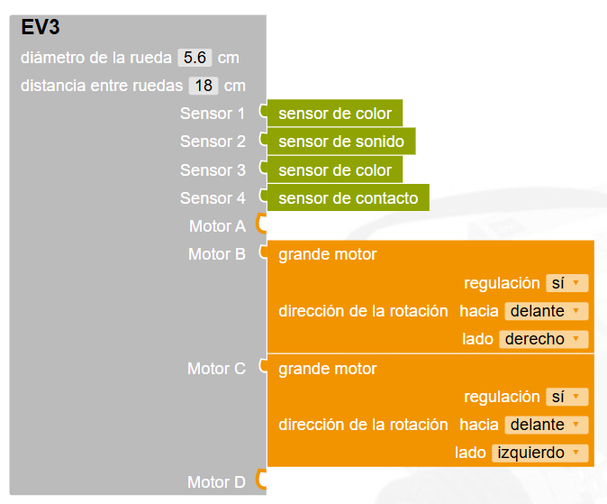 EV3
diámetro de la rueda 5.6 cm
distancia entre ruedas 18 cm
Sensor 1 sensor de color
Sensor 2 sensor de sonido
Sensor 3 sensor de color
Sensor 4 sensor de contacto
Motor A
Motor B grande motor
regulación sí
dirección de la rotación hacia delante
lado derecho
Motor C grande motor
regulación sí
dirección de la rotación hacia delante
lado izquierdo
Motor D